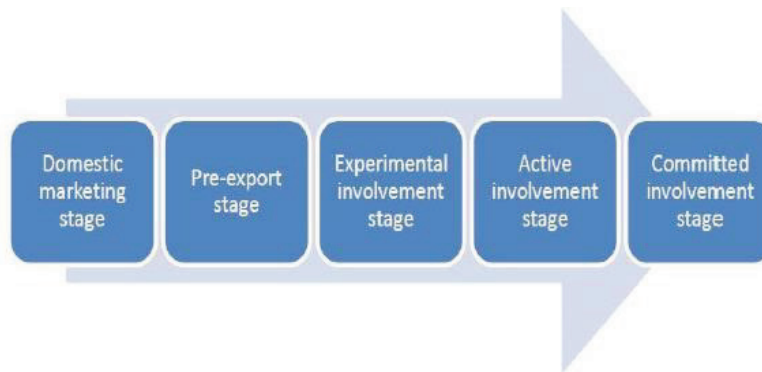 Domestic
marketing
stage
Pre-export
stage
Experimental
involvement
stage
Active
involvement
stage
Committed
involvement
stage